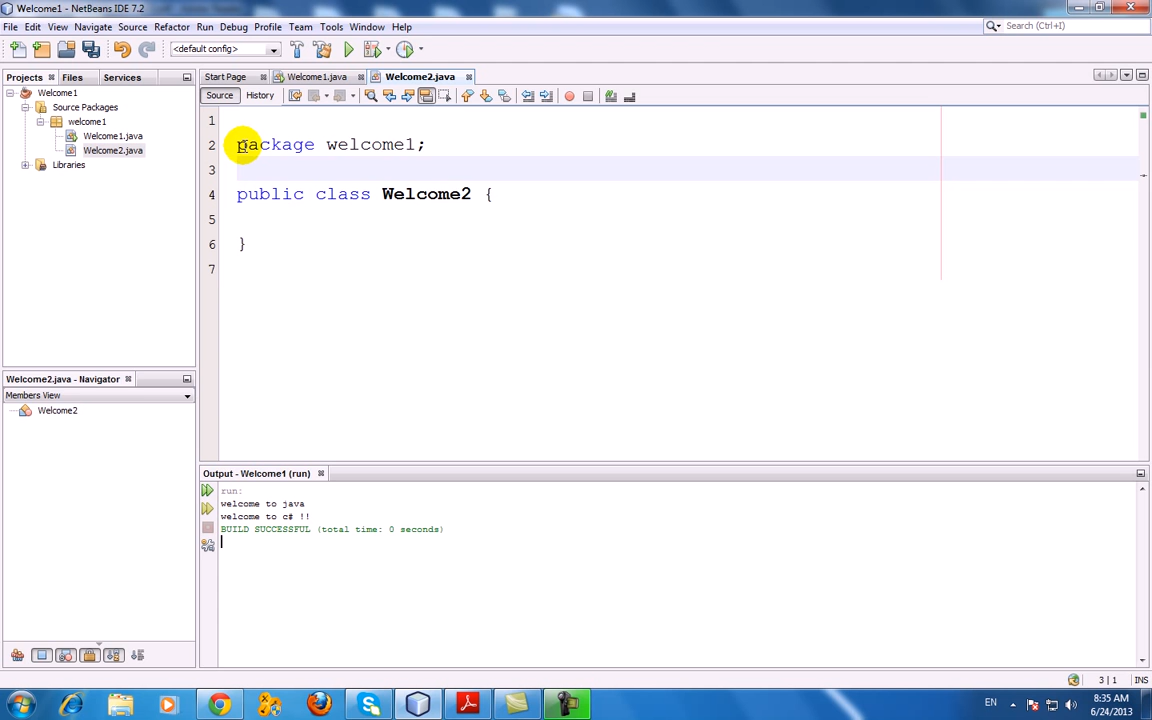 Welcome1 - NetBeans IDE 7.2
File Edit View Navigate Source Refactor Run Debug Profile Team Tools Window Help
Search (Ctrl+I)
<default config>
Projects Files Services
Start Page Welcome1.java Welcome2.java
Source History
Welcome1
Source Packages
welcome1
Welcome1.java
Welcome2.java
Libraries
1
2 package welcome1;
3
4 public class Welcome2 {
5
6 }
7
Welcome2.java - Navigator
Members View
Welcome2
Output - Welcome1 (run)
run:
welcome to java
welcome to c# !!
BUILD SUCCESSFUL (total time: 0 seconds)
3 | 1 INS
EN
8:35 AM
6/24/2013